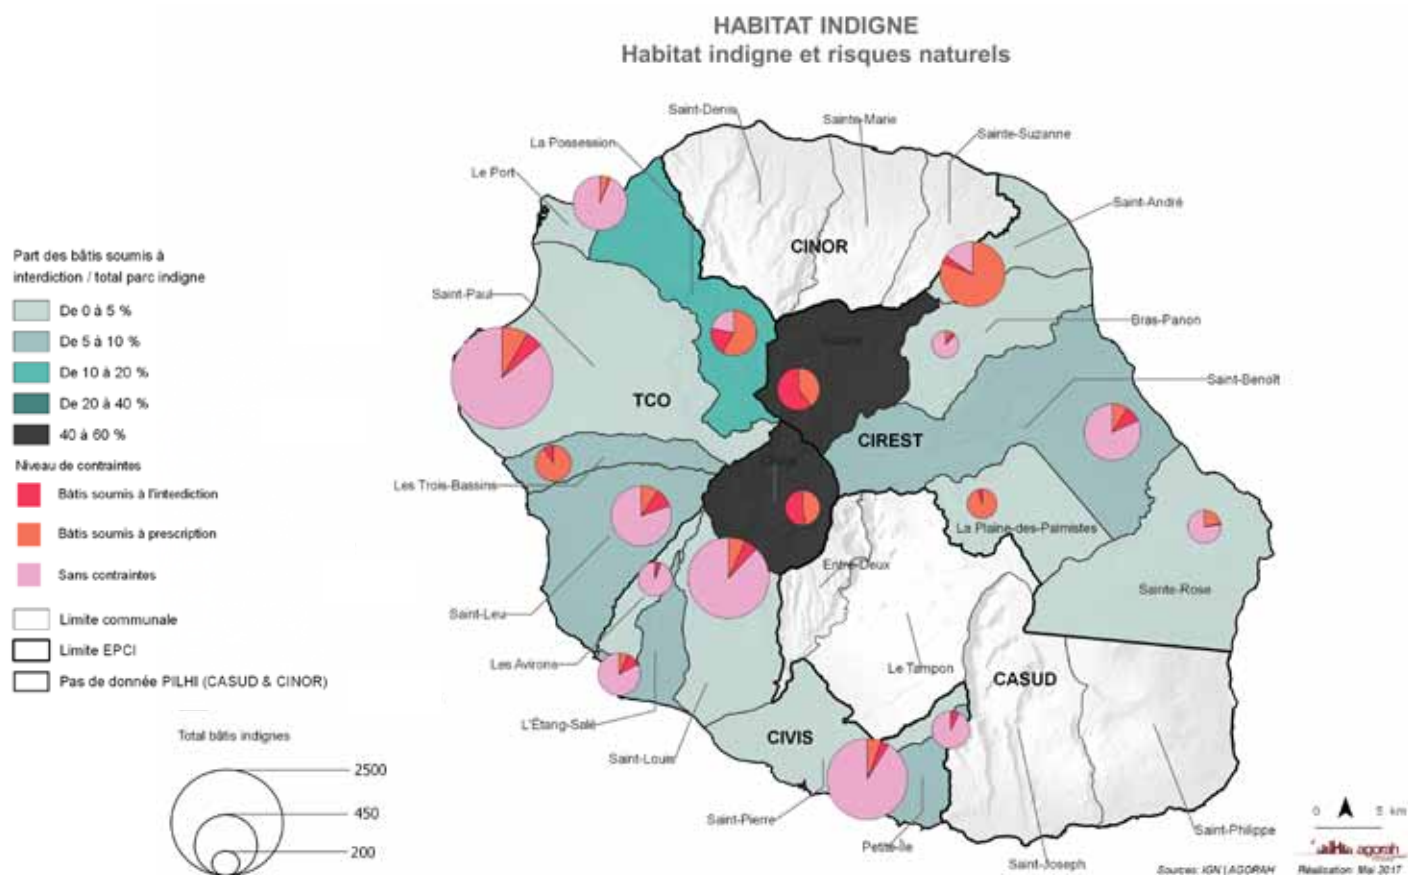 HABITAT INDIGNE
Habitat indigne et risques naturels
Saint-Denis
Sainte-Marie
Sainte-Suzanne
La Possession
Le Port
Saint-André
CINOR
Saint-Paul
Bras-Panon
Saint-Benoît
TCO
CIREST
Les Trois-Bassins
La Plaine-des-Palmistes
Entre-Deux
Sainte-Rose
Saint-Leu
Les Avirons
Le Tampon
CASUD
L'Étang-Salé
CIVIS
Saint-Louis
Saint-Pierre
Petite-Île
Saint-Joseph
Saint-Philippe
Part des bâtis soumis à
interdiction / total parc indigne
De 0 à 5 %
De 5 à 10 %
De 10 à 20 %
De 20 à 40 %
40 à 60 %
Niveau de contraintes
Bâtis soumis à l'interdiction
Bâtis soumis à prescription
Sans contraintes
Limite communale
Limite EPCI
Pas de donnée PILHI (CASUD & CINOR)
Total bâtis indignes
2500
450
200
0 5 km
agorah
Sources: IGN | AGORAH
Réalisation: Mai 2017